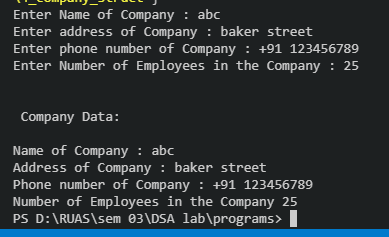 Enter Name of Company : abc
Enter address of Company : baker street
Enter phone number of Company : +91 123456789
Enter Number of Employees in the Company : 25
Company Data:
Name of Company : abc
Address of Company : baker street
Phone number of Company : +91 123456789
Number of Employees in the Company 25
PS D:\RUAS\sem 03\DSA lab\programs>